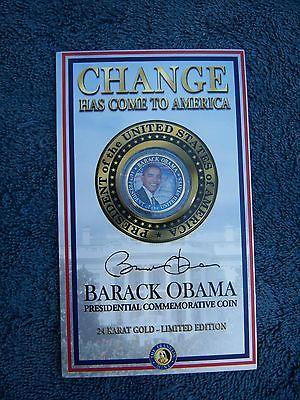 CHANGE
HAS COME TO AMERICA
PRESIDENT of the UNITED STATES of AMERICA
BARACK OBAMA
BARACK OBAMA
PRESIDENTIAL COMMEMORATIVE COIN
24 KARAT GOLD - LIMITED EDITION